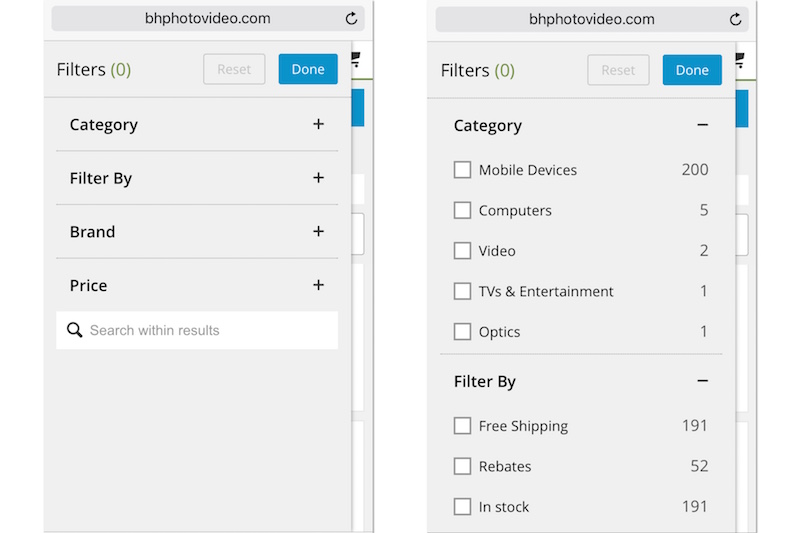 bhphotovideo.com
Filters (0) Reset Done
Category +
Filter By +
Brand +
Price +
Search within results
bhphotovideo.com
Filters (0) Reset Done
Category −
Mobile Devices 200
Computers 5
Video 2
TVs & Entertainment 1
Optics 1
Filter By −
Free Shipping 191
Rebates 52
In stock 191